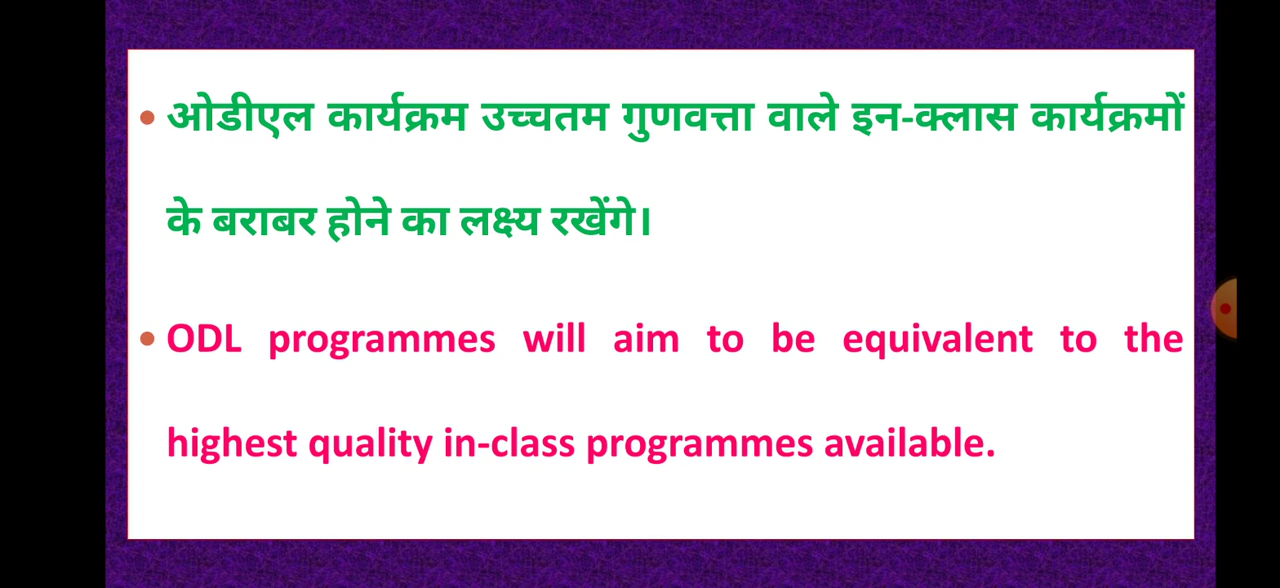 • ओडीएल कार्यक्रम उच्चतम गुणवत्ता वाले इन-क्लास कार्यक्रमों
के बराबर होने का लक्ष्य रखेंगे।
• ODL programmes will aim to be equivalent to the
highest quality in-class programmes available.